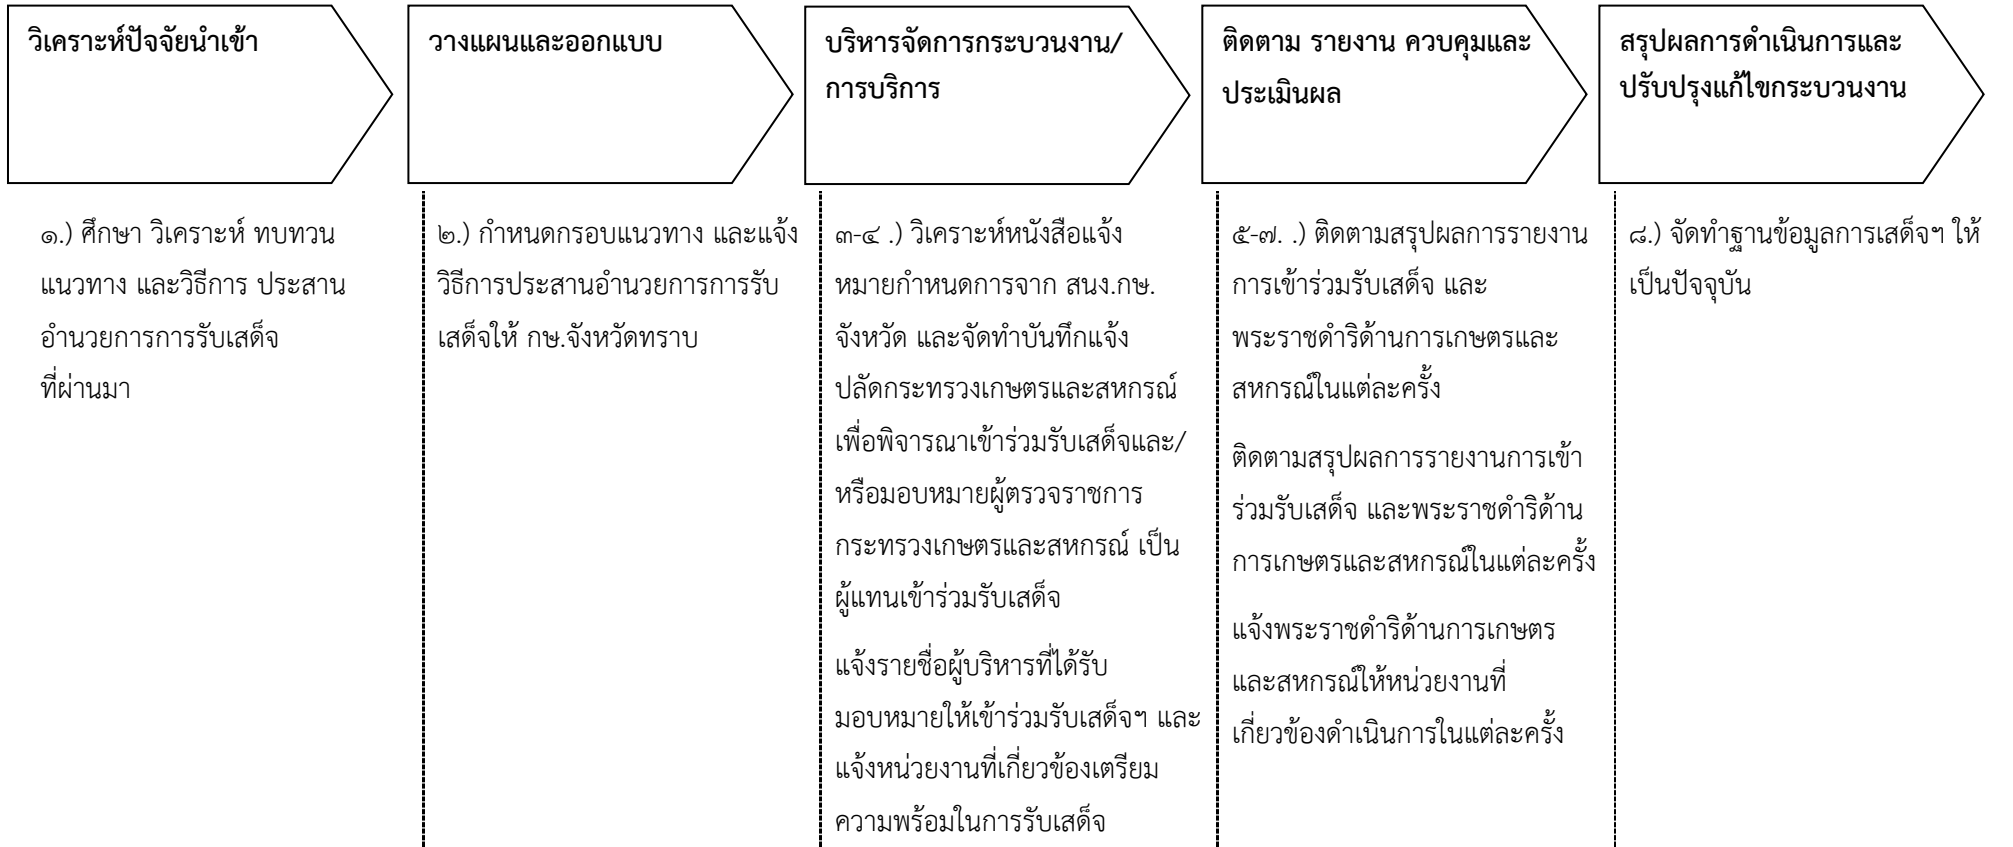 วิเคราะห์ปัจจัยนำเข้า
วางแผนและออกแบบ
บริหารจัดการกระบวนงาน/
การบริการ
ติดตาม รายงาน ควบคุมและ
ประเมินผล
สรุปผลการดำเนินการและ
ปรับปรุงแก้ไขกระบวนงาน
๑.) ศึกษา วิเคราะห์ ทบทวน
แนวทาง และวิธีการ ประสาน
อำนวยการการรับเสด็จ
ที่ผ่านมา
๒.) กำหนดกรอบแนวทาง และแจ้ง
วิธีการประสานอำนวยการการรับ
เสด็จให้ กษ.จังหวัดทราบ
๓-๔ .) วิเคราะห์หนังสือแจ้ง
หมายกำหนดการจาก สนง.กษ.
จังหวัด และจัดทำบันทึกแจ้ง
ปลัดกระทรวงเกษตรและสหกรณ์
เพื่อพิจารณาเข้าร่วมรับเสด็จและ/
หรือมอบหมายผู้ตรวจราชการ
กระทรวงเกษตรและสหกรณ์ เป็น
ผู้แทนเข้าร่วมรับเสด็จ
แจ้งรายชื่อผู้บริหารที่ได้รับ
มอบหมายให้เข้าร่วมรับเสด็จฯ และ
แจ้งหน่วยงานที่เกี่ยวข้องเตรียม
ความพร้อมในการรับเสด็จ
๕-๗. .) ติดตามสรุปผลการรายงาน
การเข้าร่วมรับเสด็จ และ
พระราชดำริด้านการเกษตรและ
สหกรณ์ในแต่ละครั้ง
ติดตามสรุปผลการรายงานการเข้า
ร่วมรับเสด็จ และพระราชดำริด้าน
การเกษตรและสหกรณ์ในแต่ละครั้ง
แจ้งพระราชดำริด้านการเกษตร
และสหกรณ์ให้หน่วยงานที่
เกี่ยวข้องดำเนินการในแต่ละครั้ง
๘.) จัดทำฐานข้อมูลการเสด็จฯ ให้
เป็นปัจจุบัน